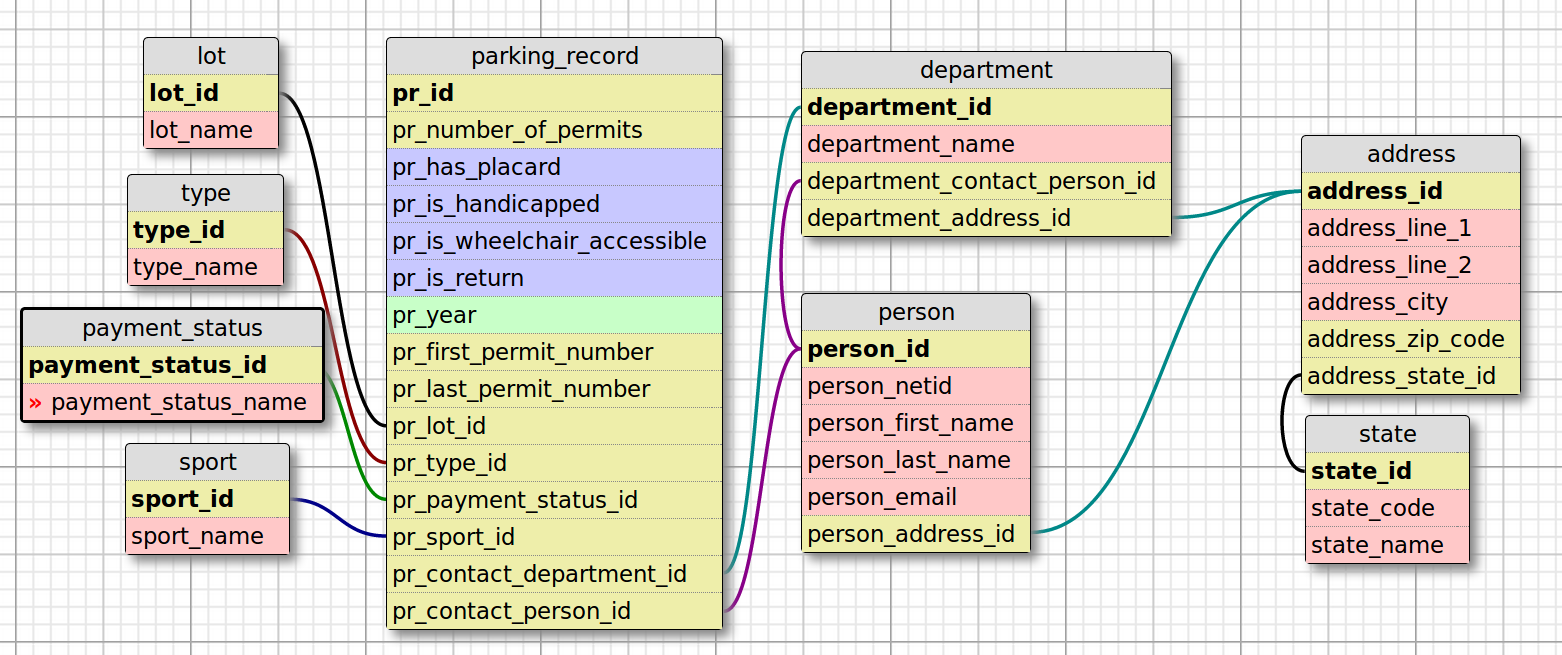 lot
lot_id
lot_name
type
type_id
type_name
payment_status
payment_status_id
» payment_status_name
sport
sport_id
sport_name
parking_record
pr_id
pr_number_of_permits
pr_has_placard
pr_is_handicapped
pr_is_wheelchair_accessible
pr_is_return
pr_year
pr_first_permit_number
pr_last_permit_number
pr_lot_id
pr_type_id
pr_payment_status_id
pr_sport_id
pr_contact_department_id
pr_contact_person_id
department
department_id
department_name
department_contact_person_id
department_address_id
person
person_id
person_netid
person_first_name
person_last_name
person_email
person_address_id
address
address_id
address_line_1
address_line_2
address_city
address_zip_code
address_state_id
state
state_id
state_code
state_name